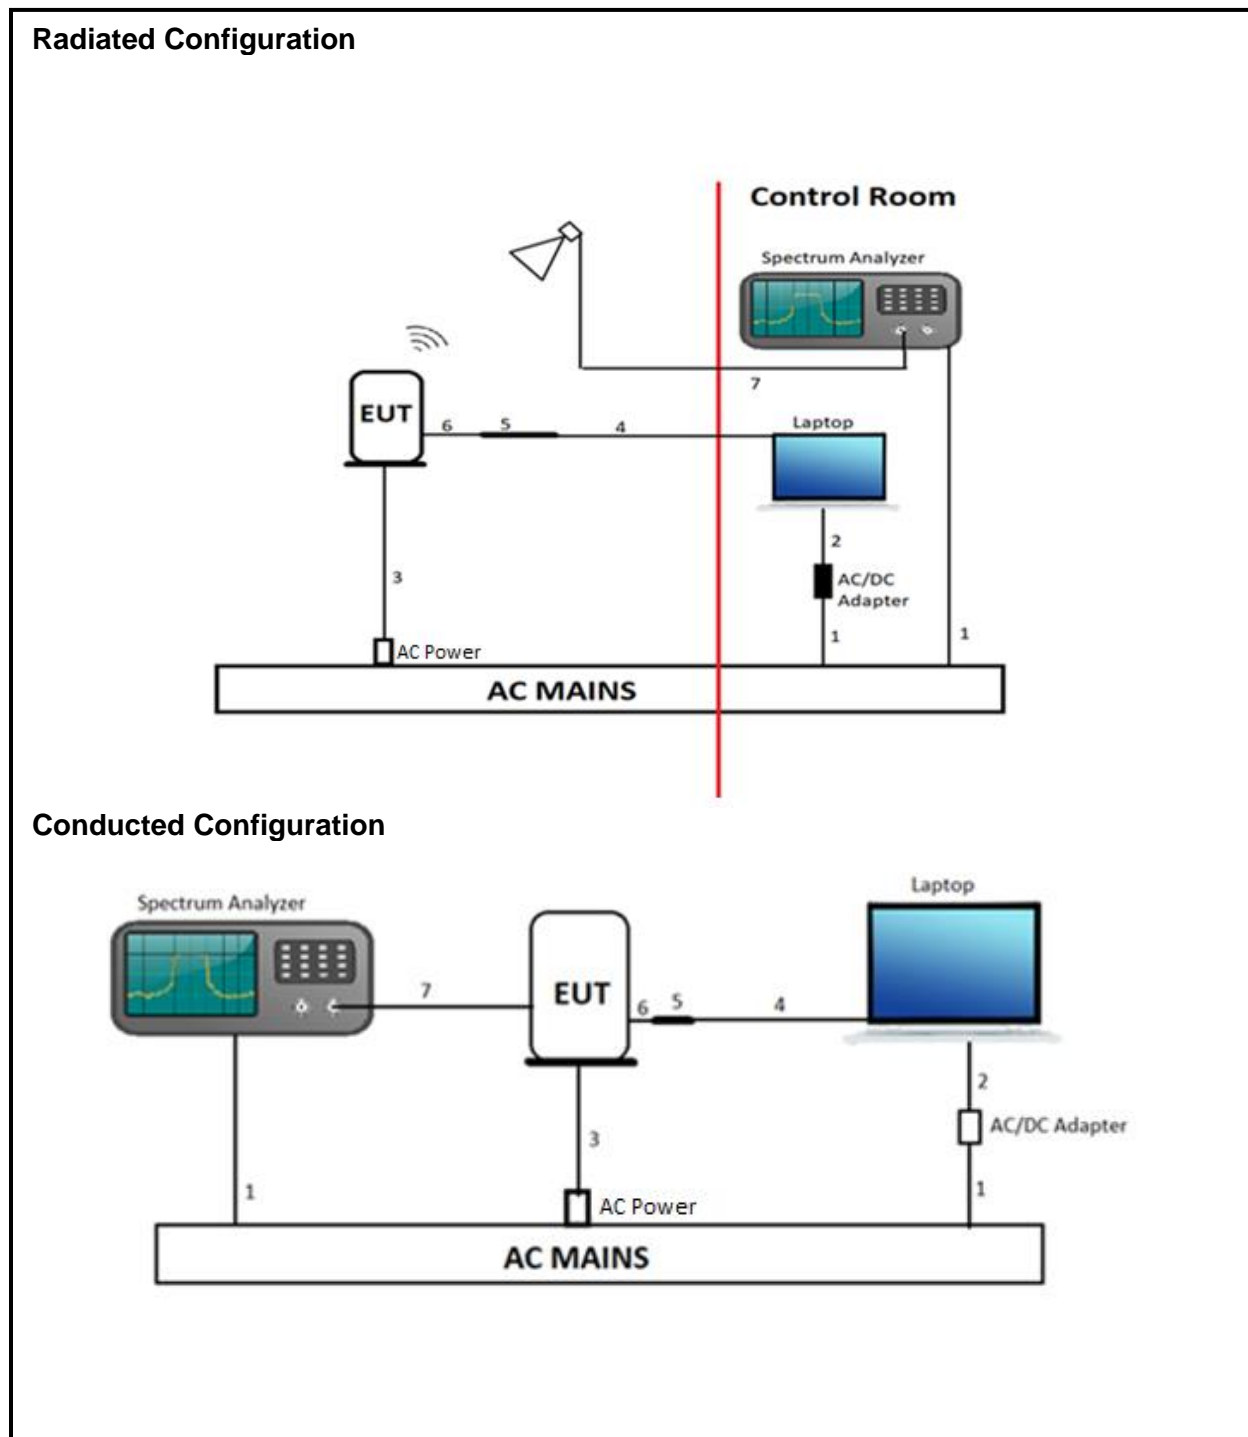 Radiated Configuration
Control Room
Spectrum Analyzer
7
EUT
6
5
4
Laptop
2
3
AC/DC
Adapter
1
1
AC Power
AC MAINS
Conducted Configuration
Spectrum Analyzer
Laptop
7
EUT
6
5
4
2
AC/DC Adapter
3
1
1
AC Power
AC MAINS